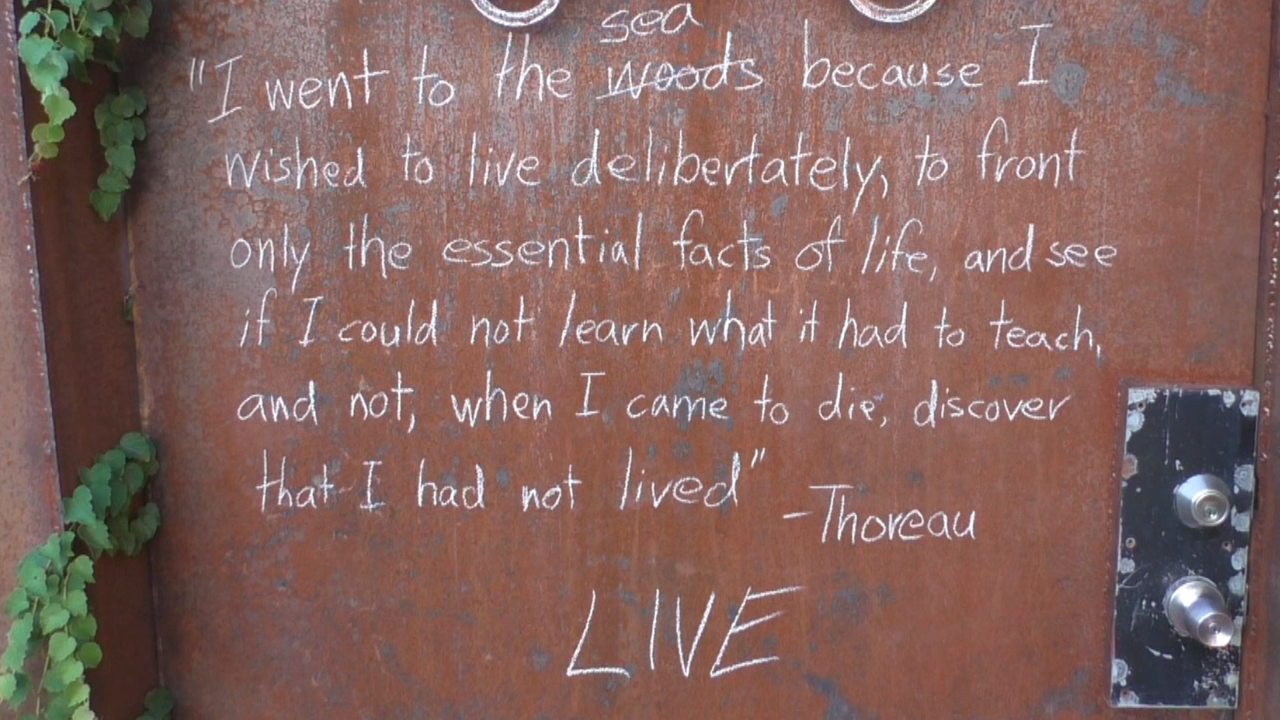 sea
"I went to the woods because I
wished to live delibertately, to front
only the essential facts of life, and see
if I could not learn what it had to teach,
and not, when I came to die, discover
that I had not lived"
-Thoreau
LIVE